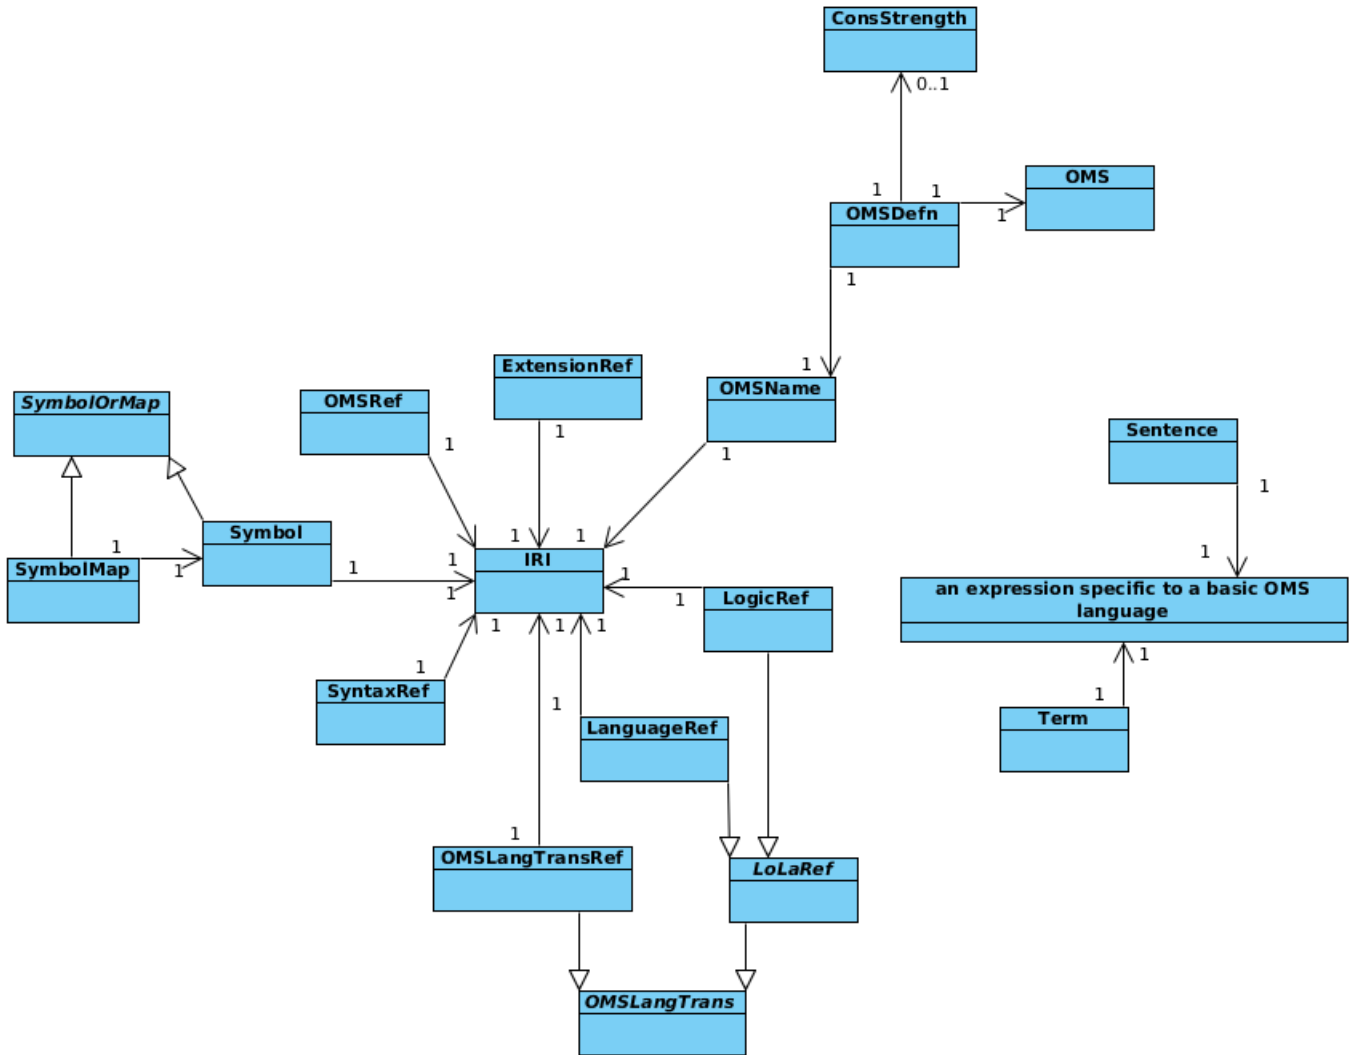 ConsStrength
0..1
OMS
1
1
1
OMSDefn
1
1
ExtensionRef
OMSName
SymbolOrMap
OMSRef
Sentence
1
1
1
1
Symbol
1
1
1
1
1
IRI
SymbolMap
1
1
1
1
1
LogicRef
an expression specific to a basic OMS
language
1
1
1
1
1
SyntaxRef
1
1
LanguageRef
1
Term
1
OMSLangTransRef
LoLaRef
OMSLangTrans